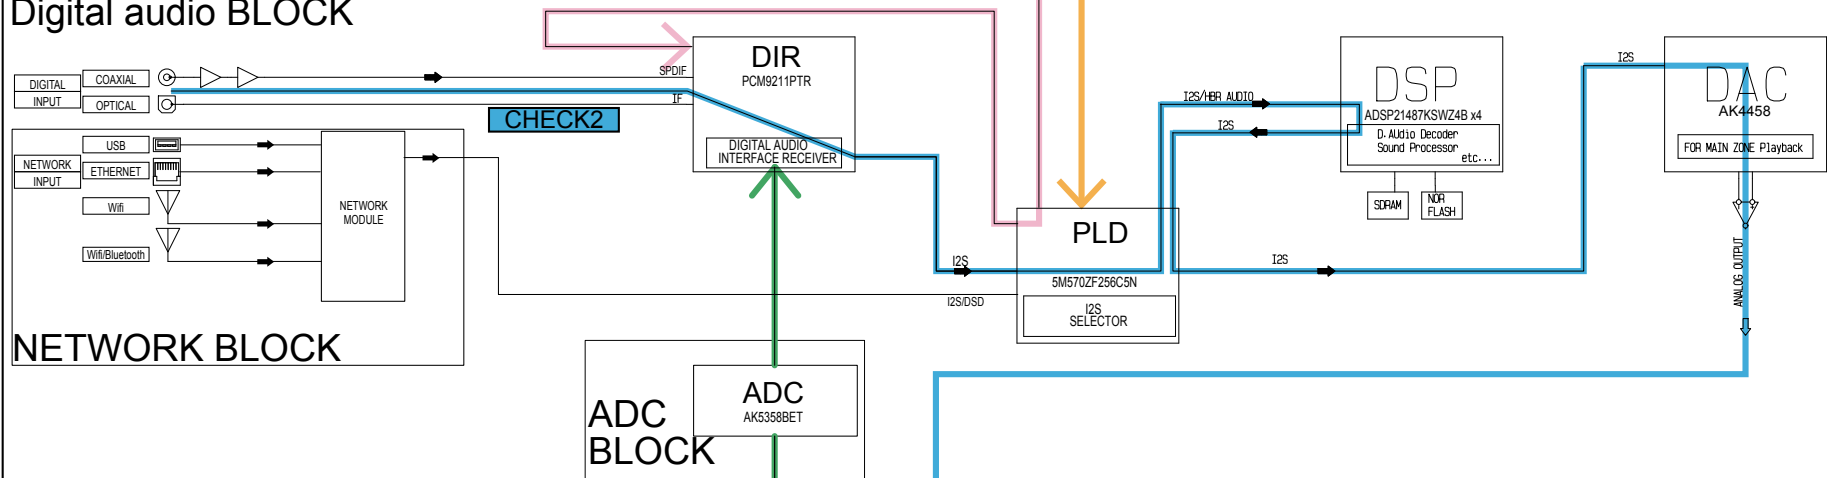 Digital audio BLOCK
DIGITAL
INPUT
COAXIAL
OPTICAL
SPDIF
IF
CHECK2
DIR
PCM9211PTR
DIGITAL AUDIO
INTERFACE RECEIVER
NETWORK
INPUT
USB
ETHERNET
Wifi
Wifi/Bluetooth
NETWORK
MODULE
NETWORK BLOCK
ADC
BLOCK
ADC
AK5358BET
I2S
I2S/DSD
PLD
5M570ZF256C5N
I2S
SELECTOR
I2S/HBR AUDIO
I2S
I2S
DSP
ADSP21487KSWZ4B x4
D.AUdio Decoder
Sound Processor
etc...
SDRAM
NOR
FLASH
I2S
DAC
AK4458
FOR MAIN ZONE Playback
ANALOG OUTPUT